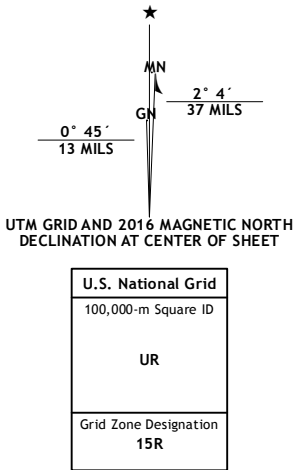 ★
MN
GN
2° 4´
37 MILS
0° 45´
13 MILS
UTM GRID AND 2016 MAGNETIC NORTH
DECLINATION AT CENTER OF SHEET
U.S. National Grid
100,000-m Square ID
UR
Grid Zone Designation
15R